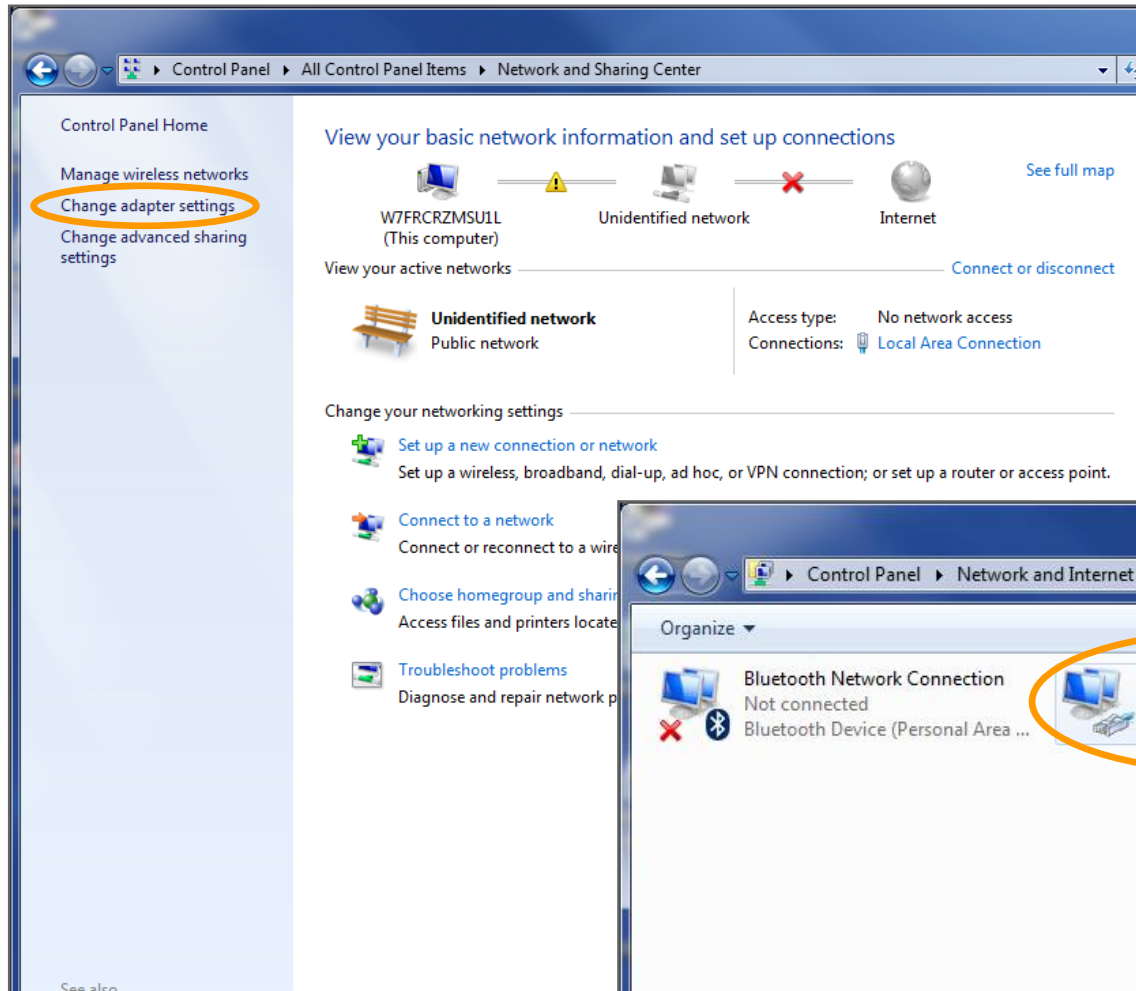 Control Panel ▸ All Control Panel Items ▸ Network and Sharing Center
Control Panel Home
Manage wireless networks
Change adapter settings
Change advanced sharing
settings
See also
View your basic network information and set up connections
See full map
W7FRCRZMSU1L
(This computer)
Unidentified network
Internet
View your active networks
Connect or disconnect
Unidentified network
Public network
Access type: No network access
Connections: Local Area Connection
Change your networking settings
Set up a new connection or network
Set up a wireless, broadband, dial-up, ad hoc, or VPN connection; or set up a router or access point.
Connect to a network
Connect or reconnect to a wire
Choose homegroup and sharin
Access files and printers locate
Troubleshoot problems
Diagnose and repair network p
Control Panel ▸ Network and Internet
Organize
Bluetooth Network Connection
Not connected
Bluetooth Device (Personal Area ...